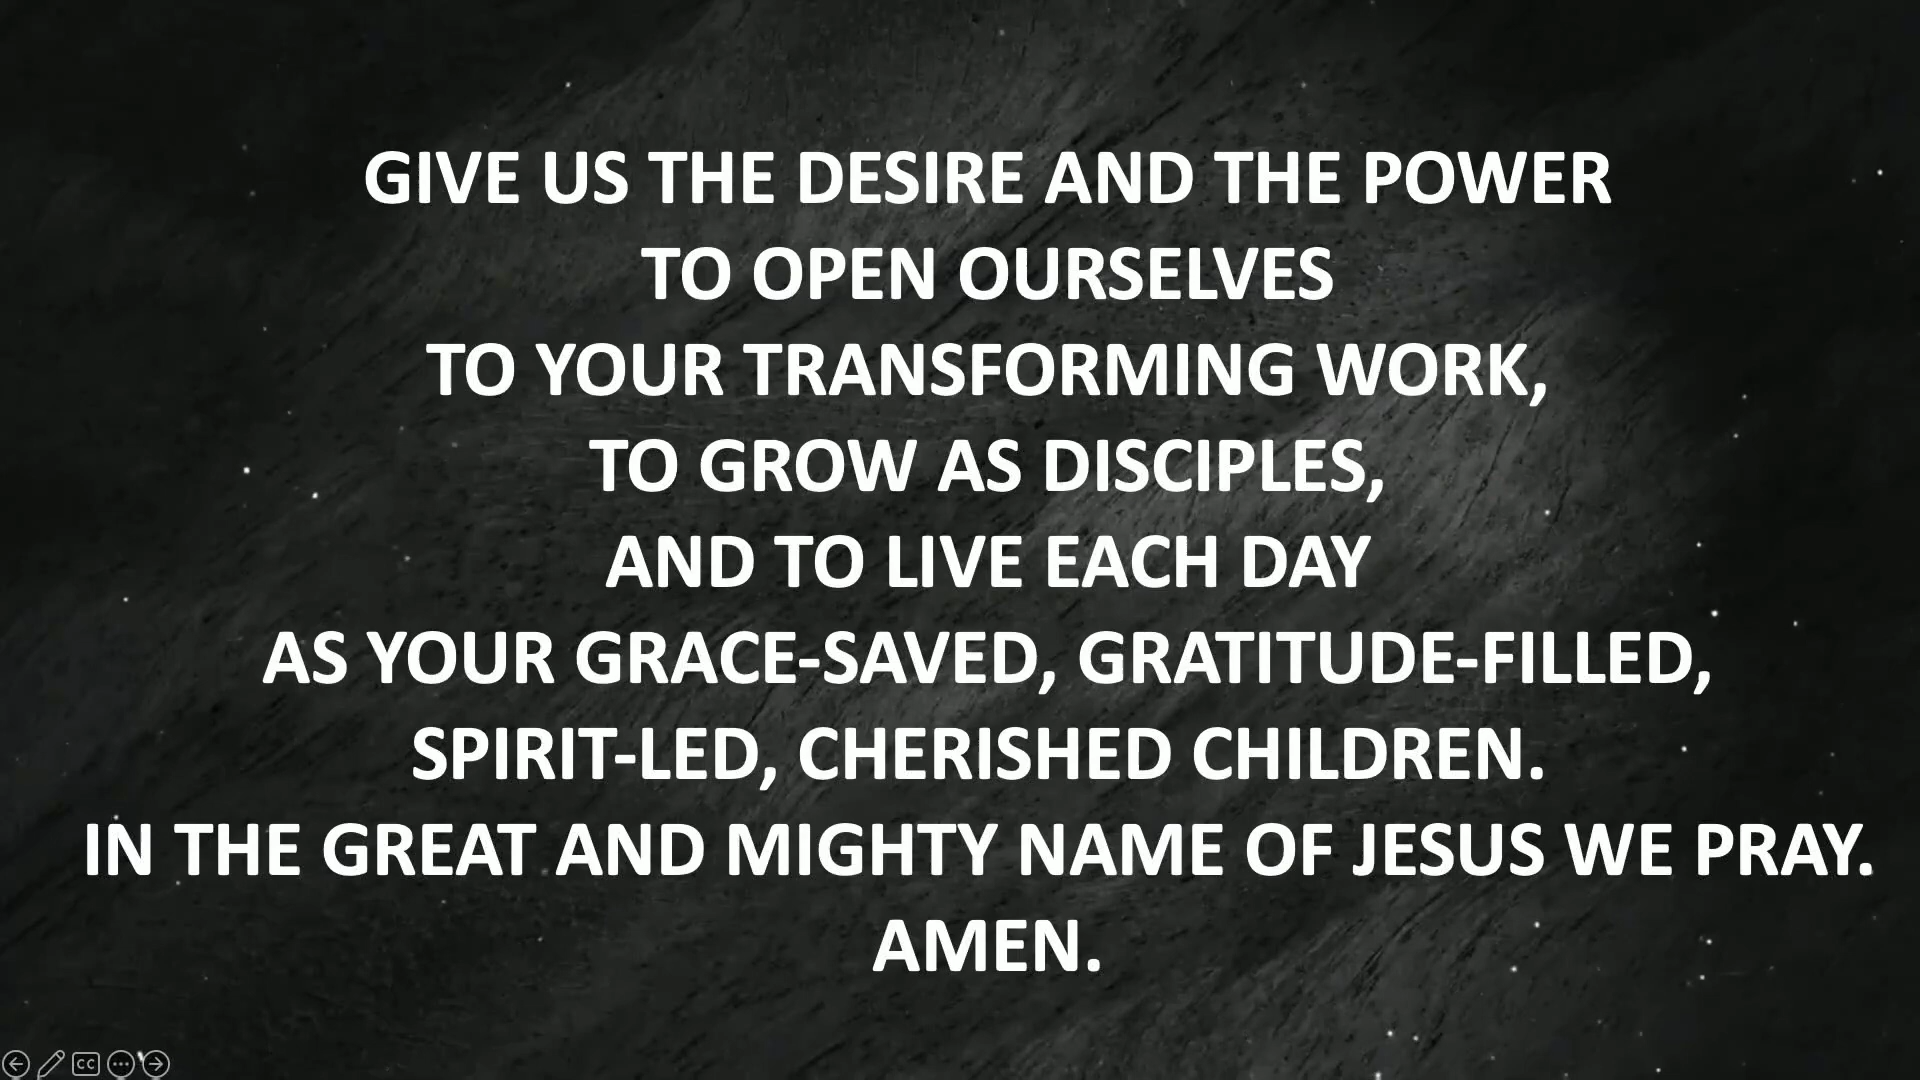 GIVE US THE DESIRE AND THE POWER
TO OPEN OURSELVES
TO YOUR TRANSFORMING WORK,
TO GROW AS DISCIPLES,
AND TO LIVE EACH DAY
AS YOUR GRACE-SAVED, GRATITUDE-FILLED,
SPIRIT-LED, CHERISHED CHILDREN.
IN THE GREAT AND MIGHTY NAME OF JESUS WE PRAY.
AMEN.
CC